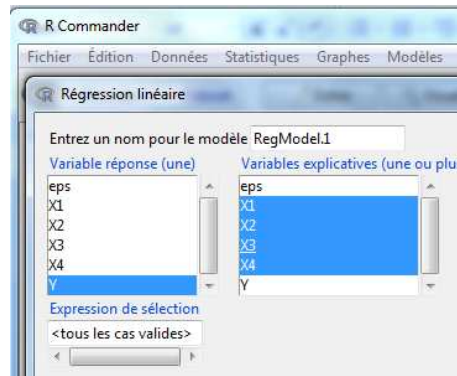 R Commander
Fichier Édition Données Statistiques Graphes Modèles
Régression linéaire
Entrez un nom pour le modèle RegModel.1
Variable réponse (une) Variables explicatives (une ou plu
eps eps
X1 X1
X2 X2
X3 X3
X4 X4
Y Y
Expression de sélection
<tous les cas valides>